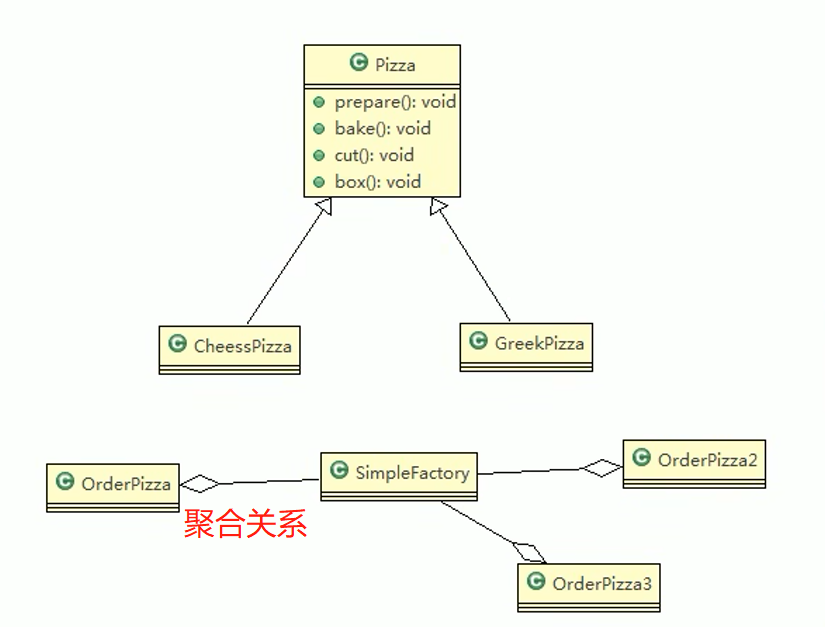 Pizza
prepare(): void
bake(): void
cut(): void
box(): void
CheessPizza
GreekPizza
OrderPizza
SimpleFactory
OrderPizza2
聚合关系
OrderPizza3